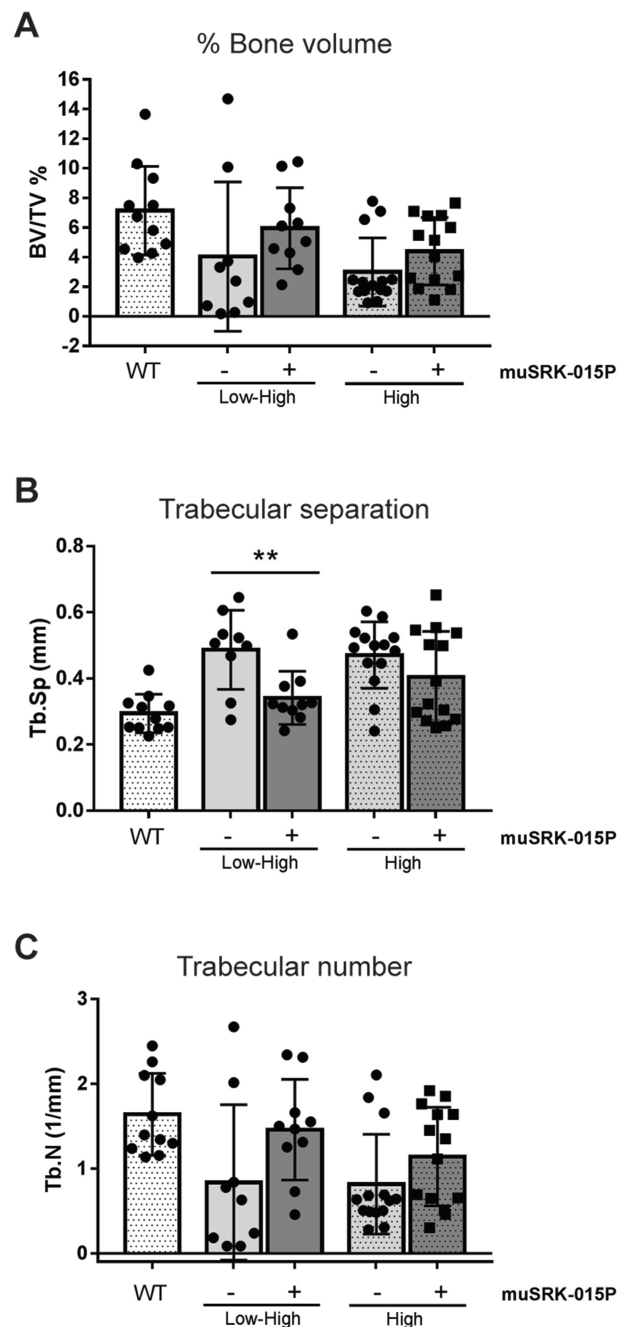 A
% Bone volume
BV/TV %
16
14
12
10
8
6
4
2
0
-2
WT
- + - + muSRK-015P
Low-High High
B
Trabecular separation
Tb.Sp (mm)
0.8
0.6
0.4
0.2
0.0
**
WT
- + - + muSRK-015P
Low-High High
C
Trabecular number
Tb.N (1/mm)
3
2
1
0
WT
- + - + muSRK-015P
Low-High High